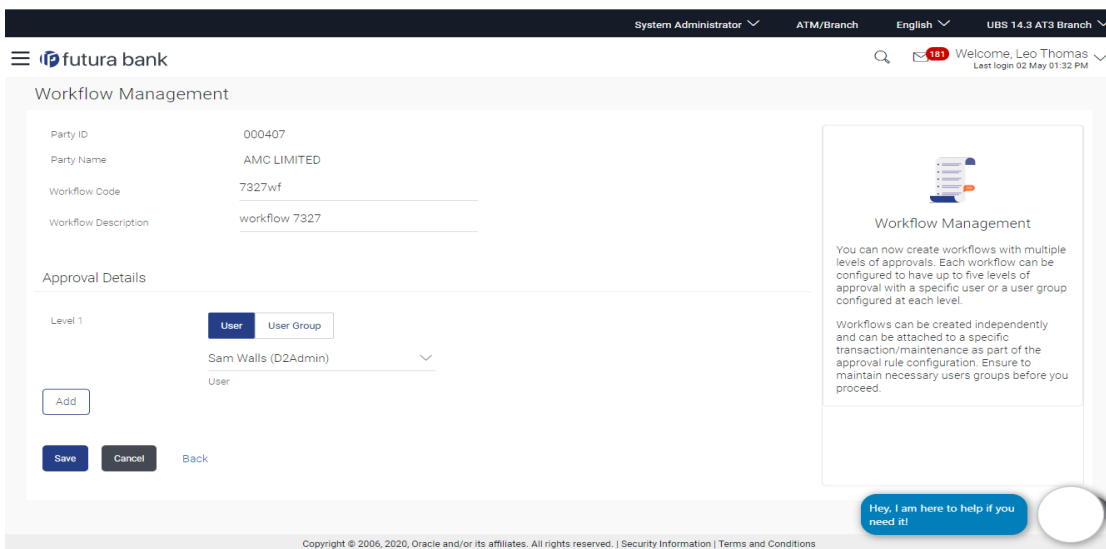 System Administrator ATM/Branch English UBS 14.3 AT3 Branch
futura bank
181 Welcome, Leo Thomas
Last login 02 May 01:32 PM
Workflow Management
Party ID 000407
Party Name AMC LIMITED
Workflow Code 7327wf
Workflow Description workflow 7327
Approval Details
Level 1 User User Group
Sam Walls (D2Admin)
User
Add
Save Cancel Back
Workflow Management
You can now create workflows with multiple
levels of approvals. Each workflow can be
configured to have up to five levels of
approval with a specific user or a user group
configured at each level.
Workflows can be created independently
and can be attached to a specific
transaction/maintenance as part of the
approval rule configuration. Ensure to
maintain necessary users groups before you
proceed.
Hey, I am here to help if you
need it!
Copyright © 2006, 2020, Oracle and/or its affiliates. All rights reserved. | Security Information | Terms and Conditions